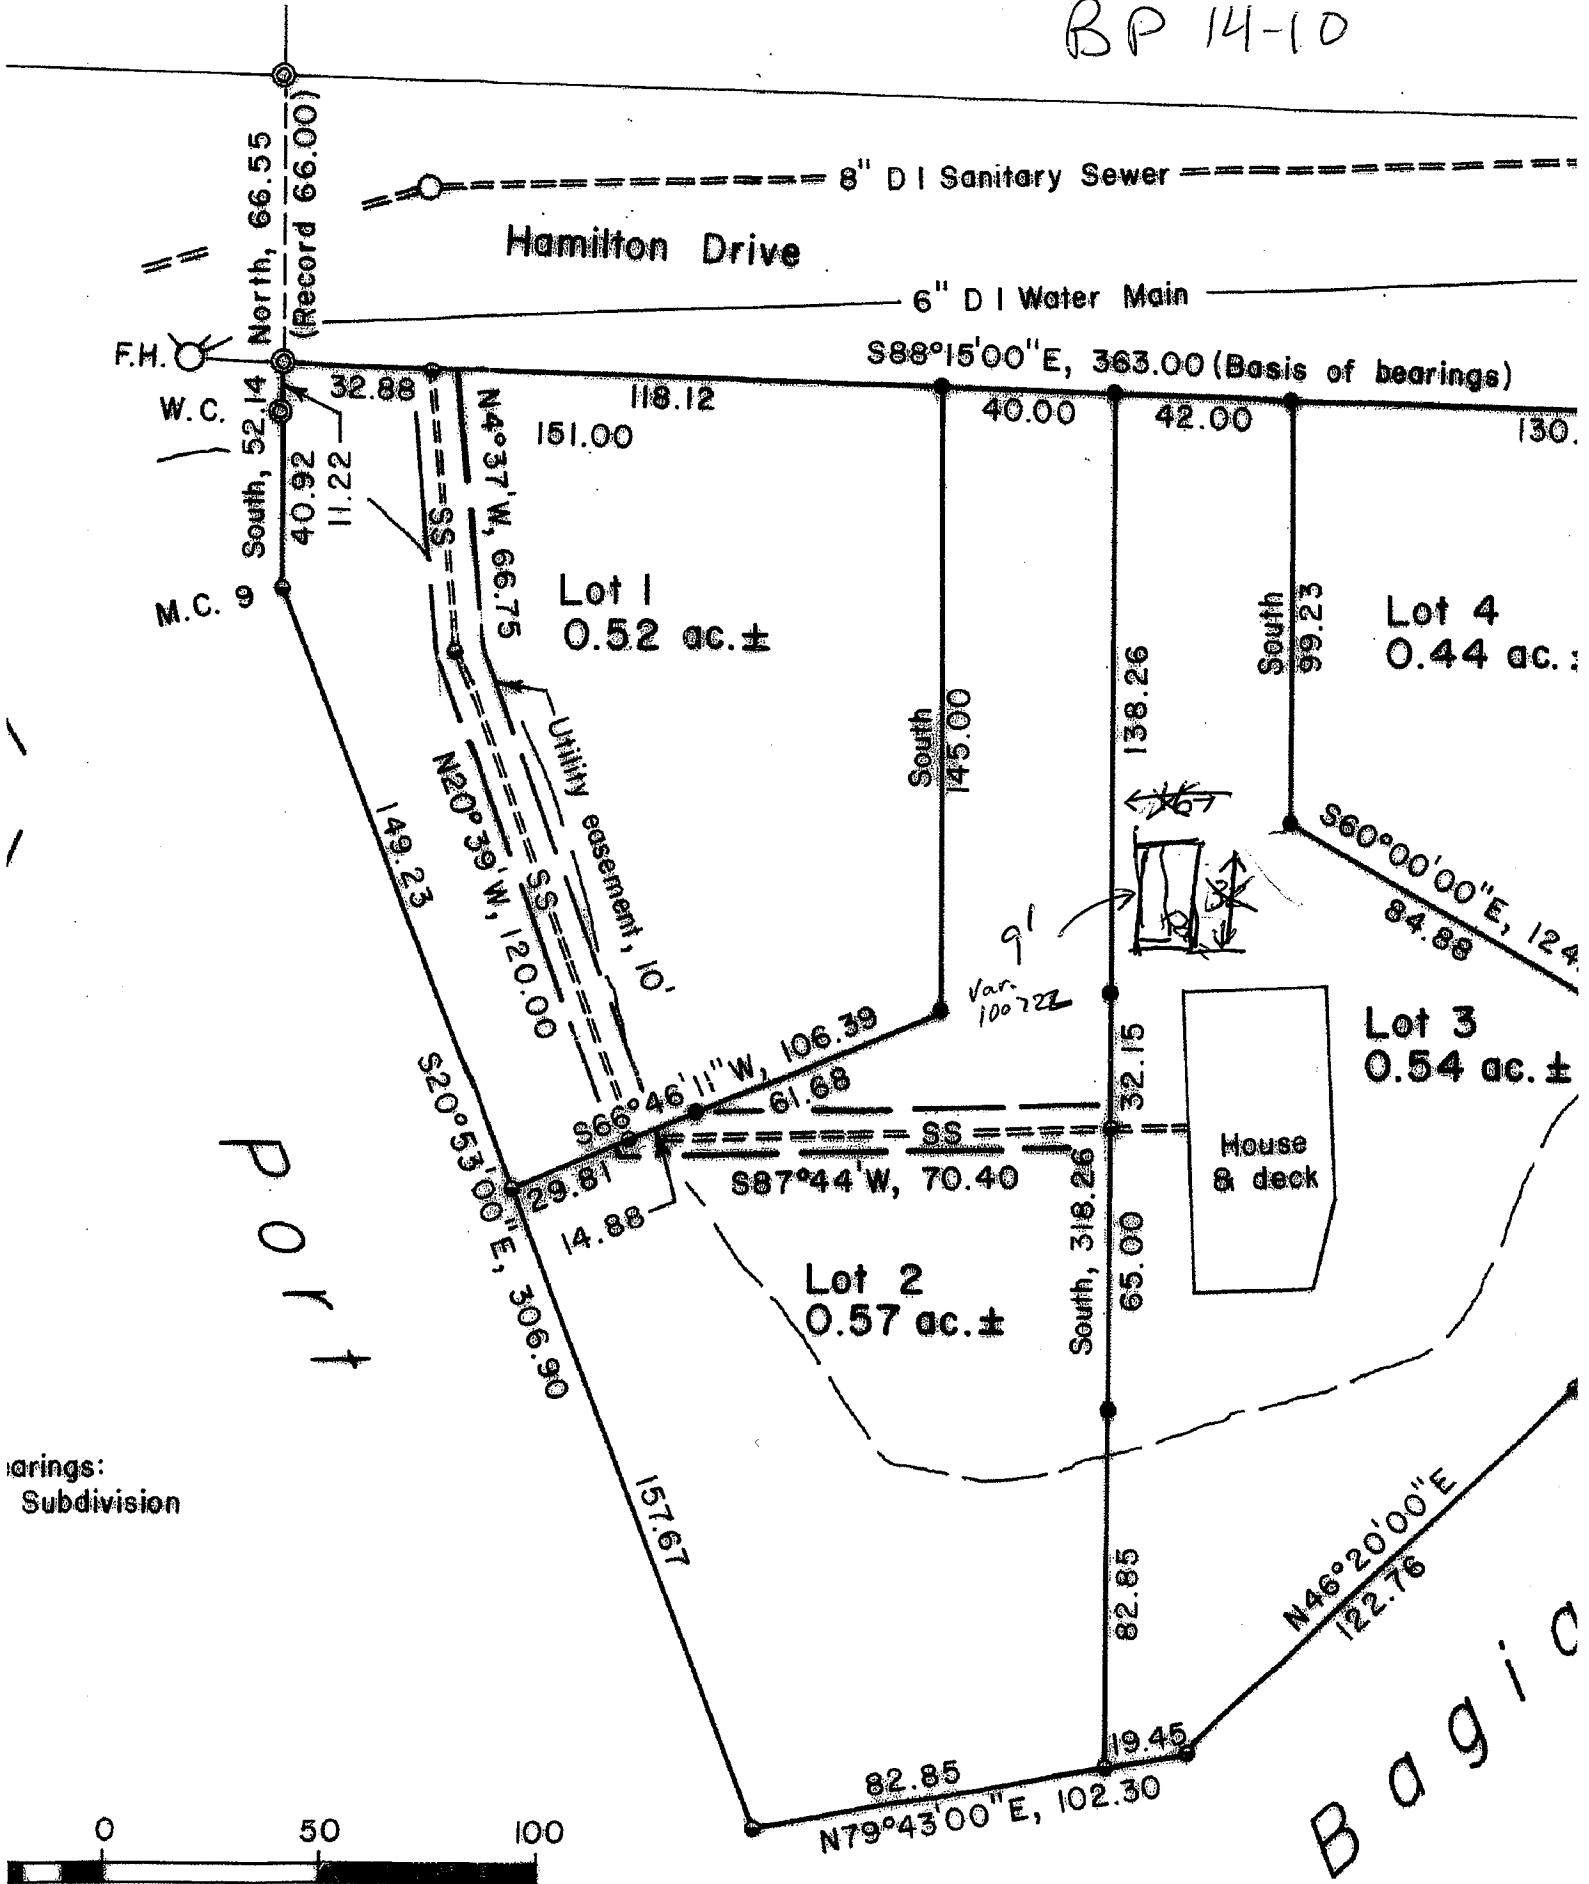 BP 14-10
North, 66.55
(Record 66.00)
8" D I Sanitary Sewer
Hamilton Drive
6" D I Water Main
F.H.
S88°15'00"E, 363.00 (Basis of bearings)
32.88
118.12
40.00
42.00
130.
151.00
W.C.
South, 52.14
40.92
11.22
SS
N4°37'W, 66.75
M.C. 9
Lot 1
0.52 ac.±
South
99.23
Lot 4
0.44 ac.
138.26
South
145.00
Utility easement, 10'
N20°39'W, 120.00
SS
149.23
S60°00'00"E, 124.
84.88
9'
Var.
Lot 3
0.54 ac.±
32.15
S66°46'11"W, 106.39
61.68
SS
S87°44'W, 70.40
House
& deck
29.81
14.88
S20°53'00"E, 306.90
South, 318.26
65.00
Lot 2
0.57 ac.±
Port
arings:
Subdivision
157.67
82.85
N46°20'00"E
122.76
19.45
82.85
N79°43'00"E, 102.30
Bagi
0 50 100